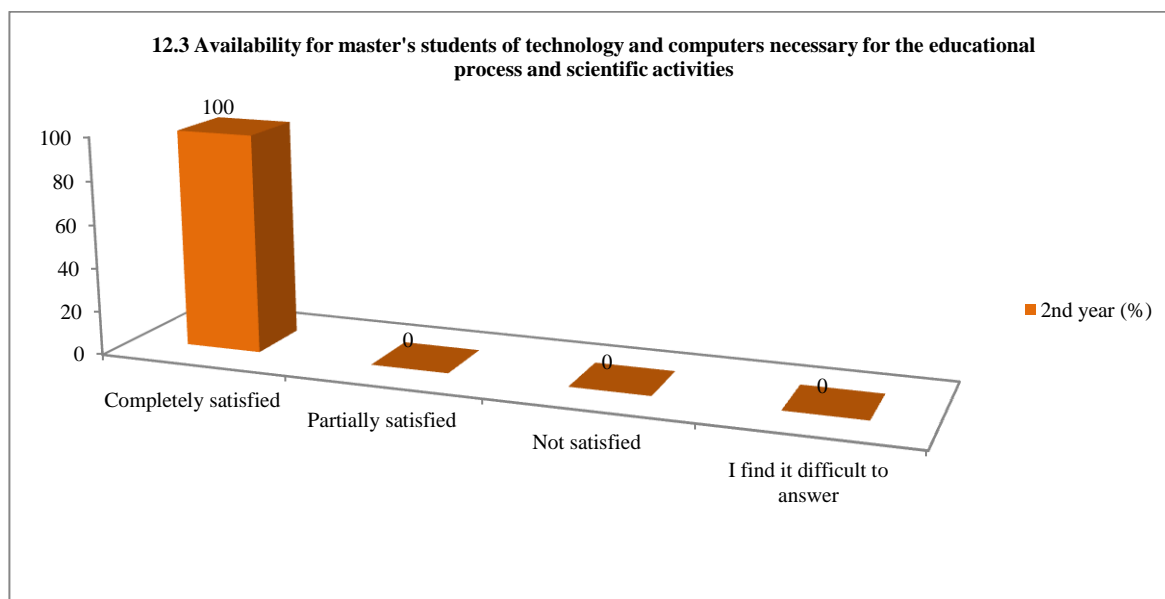 12.3 Availability for master's students of technology and computers necessary for the educational
process and scientific activities
100
100
80
60
40
20
0
0
0
0
Completely satisfied
Partially satisfied
Not satisfied
I find it difficult to
answer
2nd year (%)